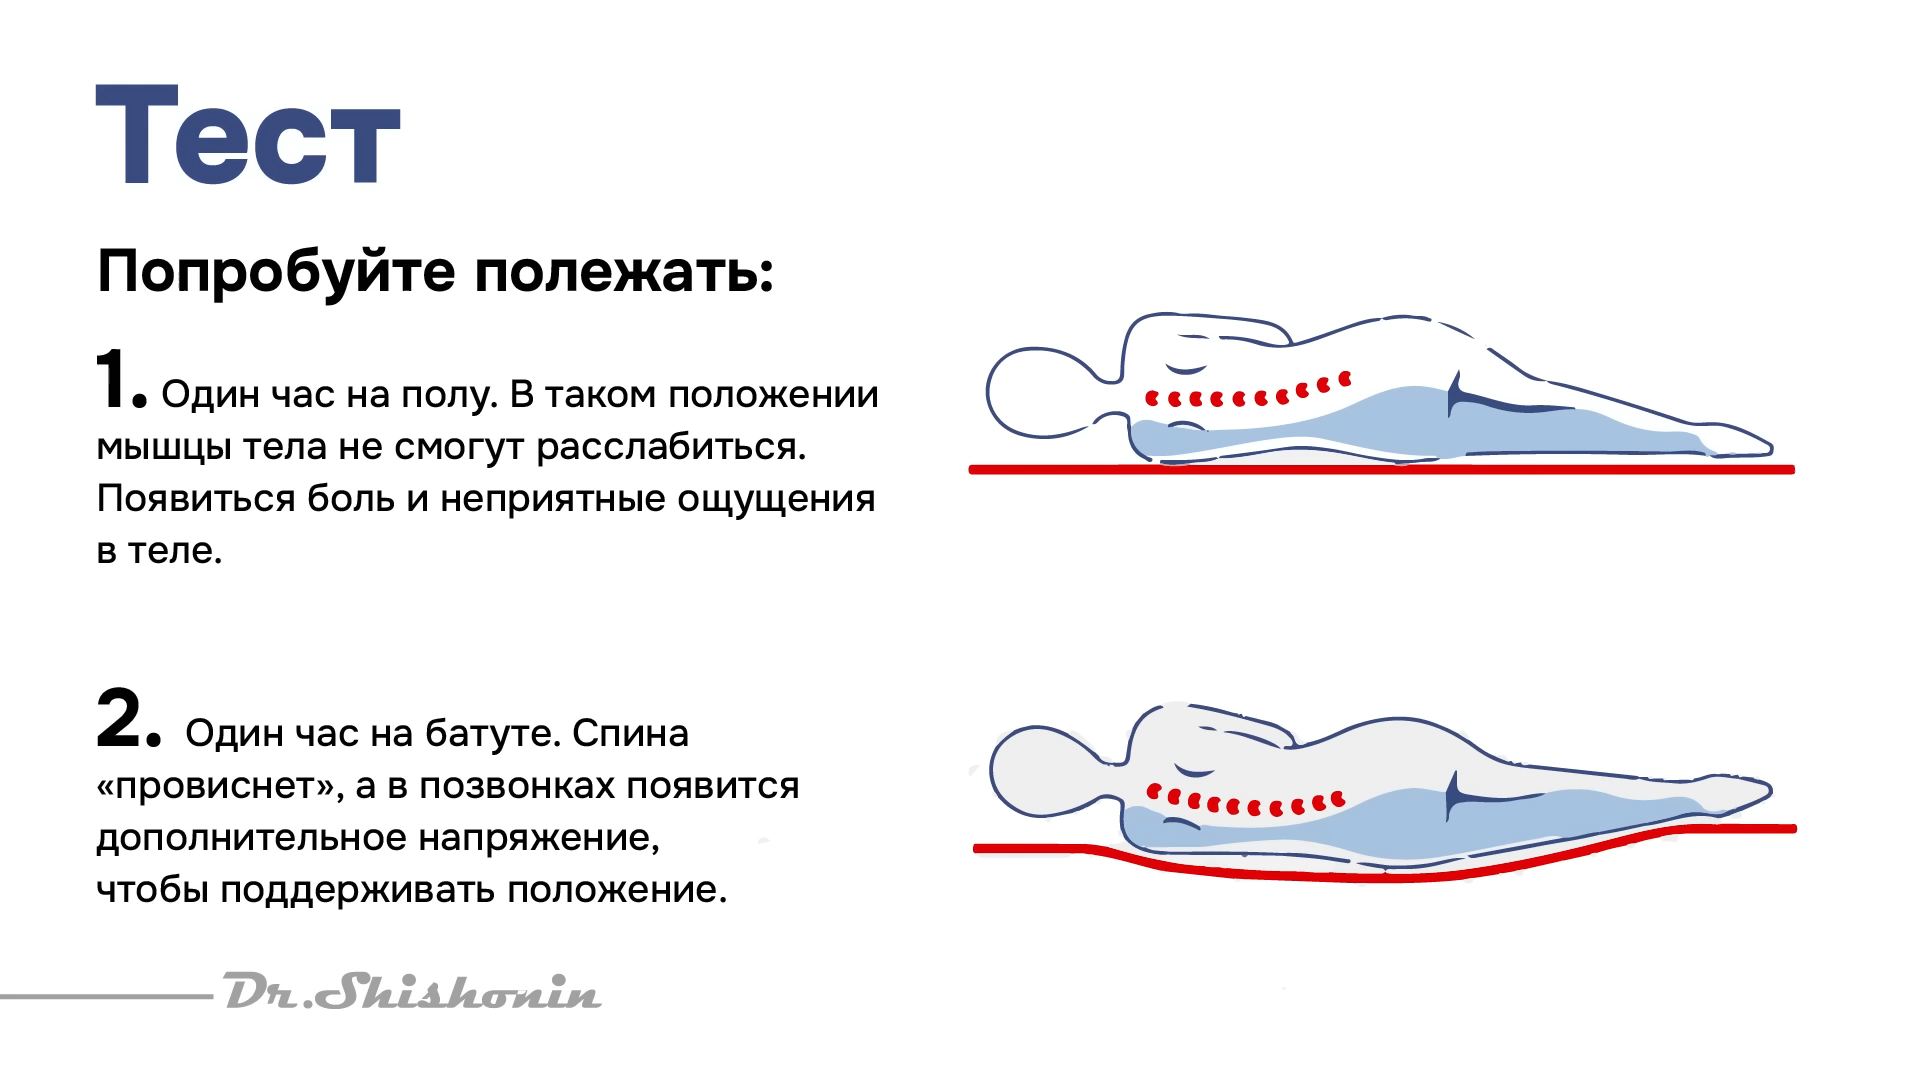 Тест
Попробуйте полежать:
1. Один час на полу. В таком положении
мышцы тела не смогут расслабиться.
Появиться боль и неприятные ощущения
в теле.
2. Один час на батуте. Спина
«провиснет», а в позвонках появится
дополнительное напряжение,
чтобы поддерживать положение.
Dr.Shishonin